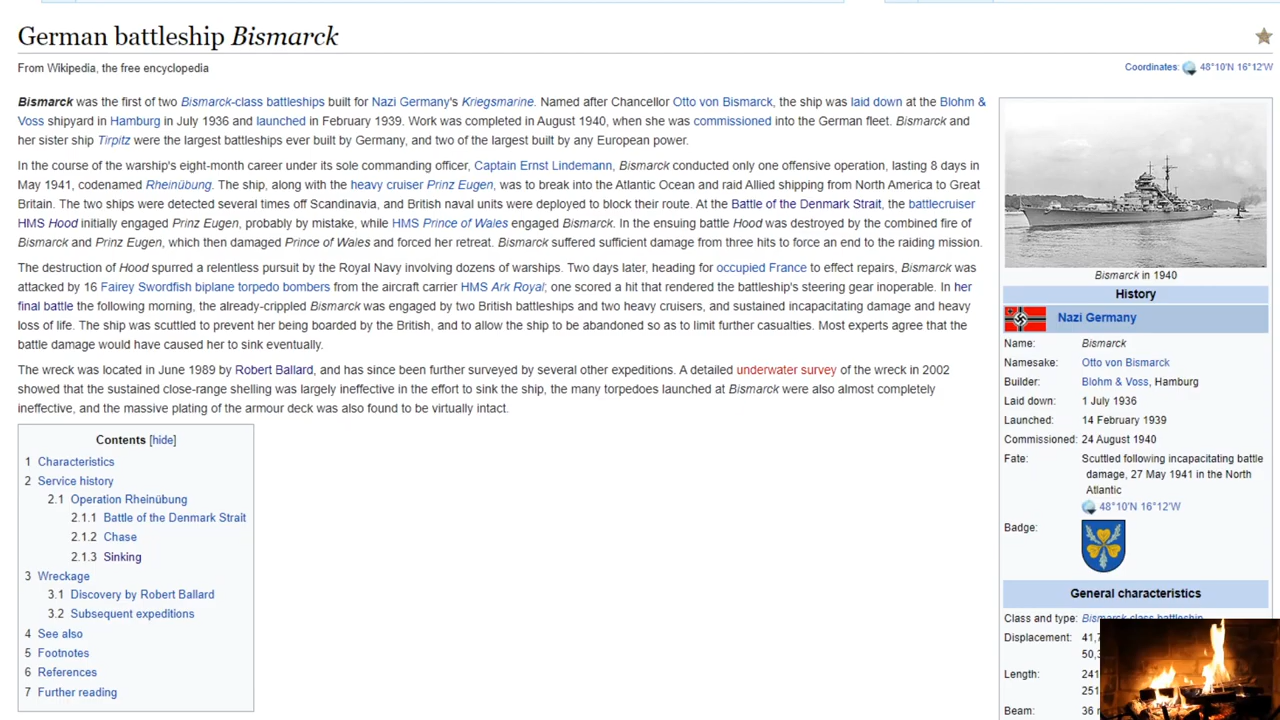 German battleship Bismarck
From Wikipedia, the free encyclopedia
Coordinates: 48°10′N 16°12′W
Bismarck was the first of two Bismarck-class battleships built for Nazi Germany's Kriegsmarine. Named after Chancellor Otto von Bismarck, the ship was laid down at the Blohm &
Voss shipyard in Hamburg in July 1936 and launched in February 1939. Work was completed in August 1940, when she was commissioned into the German fleet. Bismarck and
her sister ship Tirpitz were the largest battleships ever built by Germany, and two of the largest built by any European power.
In the course of the warship's eight-month career under its sole commanding officer, Captain Ernst Lindemann, Bismarck conducted only one offensive operation, lasting 8 days in
May 1941, codenamed Rheinübung. The ship, along with the heavy cruiser Prinz Eugen, was to break into the Atlantic Ocean and raid Allied shipping from North America to Great
Britain. The two ships were detected several times off Scandinavia, and British naval units were deployed to block their route. At the Battle of the Denmark Strait, the battlecruiser
HMS Hood initially engaged Prinz Eugen, probably by mistake, while HMS Prince of Wales engaged Bismarck. In the ensuing battle Hood was destroyed by the combined fire of
Bismarck and Prinz Eugen, which then damaged Prince of Wales and forced her retreat. Bismarck suffered sufficient damage from three hits to force an end to the raiding mission.
The destruction of Hood spurred a relentless pursuit by the Royal Navy involving dozens of warships. Two days later, heading for occupied France to effect repairs, Bismarck was
attacked by 16 Fairey Swordfish biplane torpedo bombers from the aircraft carrier HMS Ark Royal; one scored a hit that rendered the battleship's steering gear inoperable. In her
final battle the following morning, the already-crippled Bismarck was engaged by two British battleships and two heavy cruisers, and sustained incapacitating damage and heavy
loss of life. The ship was scuttled to prevent her being boarded by the British, and to allow the ship to be abandoned so as to limit further casualties. Most experts agree that the
battle damage would have caused her to sink eventually.
The wreck was located in June 1989 by Robert Ballard, and has since been further surveyed by several other expeditions. A detailed underwater survey of the wreck in 2002
showed that the sustained close-range shelling was largely ineffective in the effort to sink the ship, the many torpedoes launched at Bismarck were also almost completely
ineffective, and the massive plating of the armour deck was also found to be virtually intact.
Contents [hide]
1 Characteristics
2 Service history
2.1 Operation Rheinübung
2.1.1 Battle of the Denmark Strait
2.1.2 Chase
2.1.3 Sinking
3 Wreckage
3.1 Discovery by Robert Ballard
3.2 Subsequent expeditions
4 See also
5 Footnotes
6 References
7 Further reading
Bismarck in 1940
History
Nazi Germany
Name: Bismarck
Namesake: Otto von Bismarck
Builder: Blohm & Voss, Hamburg
Laid down: 1 July 1936
Launched: 14 February 1939
Commissioned: 24 August 1940
Fate: Scuttled following incapacitating battle
damage, 27 May 1941 in the North
Atlantic
48°10′N 16°12′W
Badge:
General characteristics
Class and type: Bismarck-class battleship
Displacement: 41,7
50,3
Length: 241
251
Beam: 36